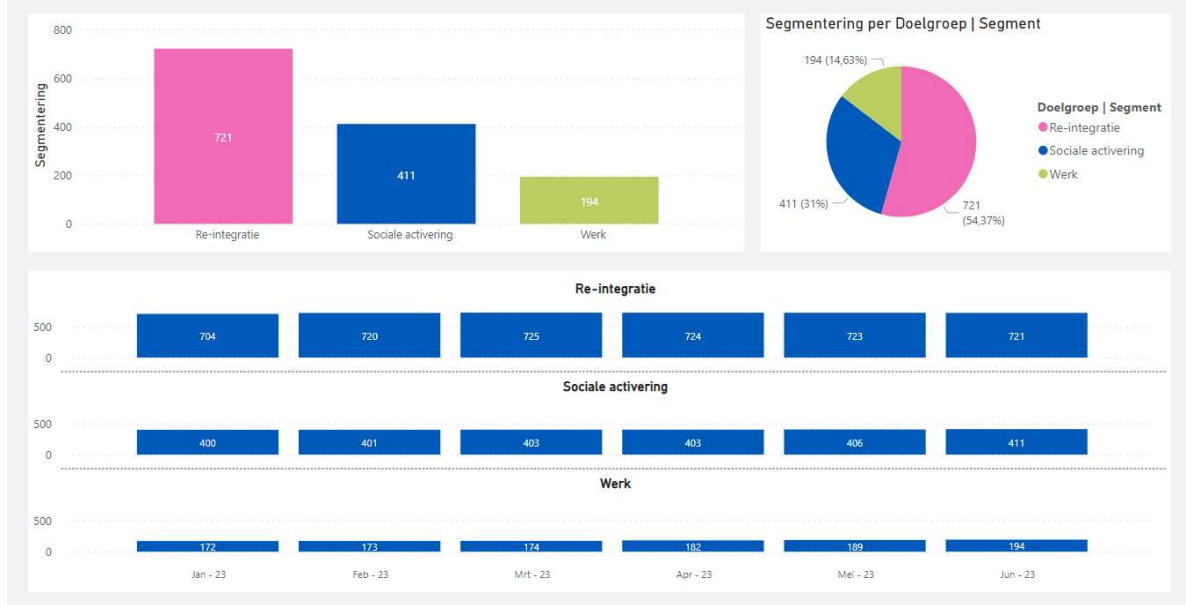 800
600
400
200
0
Segmentering
721
411
194
Re-integratie
Sociale activering
Werk
Segmentering per Doelgroep | Segment
194 (14,63%)
411 (31%)
721
(54,37%)
Doelgroep | Segment
Re-integratie
Sociale activering
Werk
Re-integratie
500
0
704 720 725 724 723 721
Sociale activering
500
0
400 401 403 403 406 411
Werk
500
0
172 173 174 182 189 194
Jan - 23 Feb - 23 Mrt - 23 Apr - 23 Mei - 23 Jun - 23